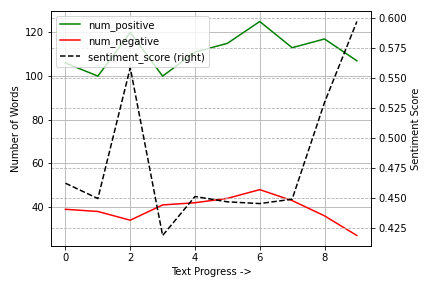 num_positive
num_negative
sentiment_score (right)
Number of Words
120
100
80
60
40
0.600
0.575
0.550
0.525
0.500
0.475
0.450
0.425
Sentiment Score
0 2 4 6 8
Text Progress ->